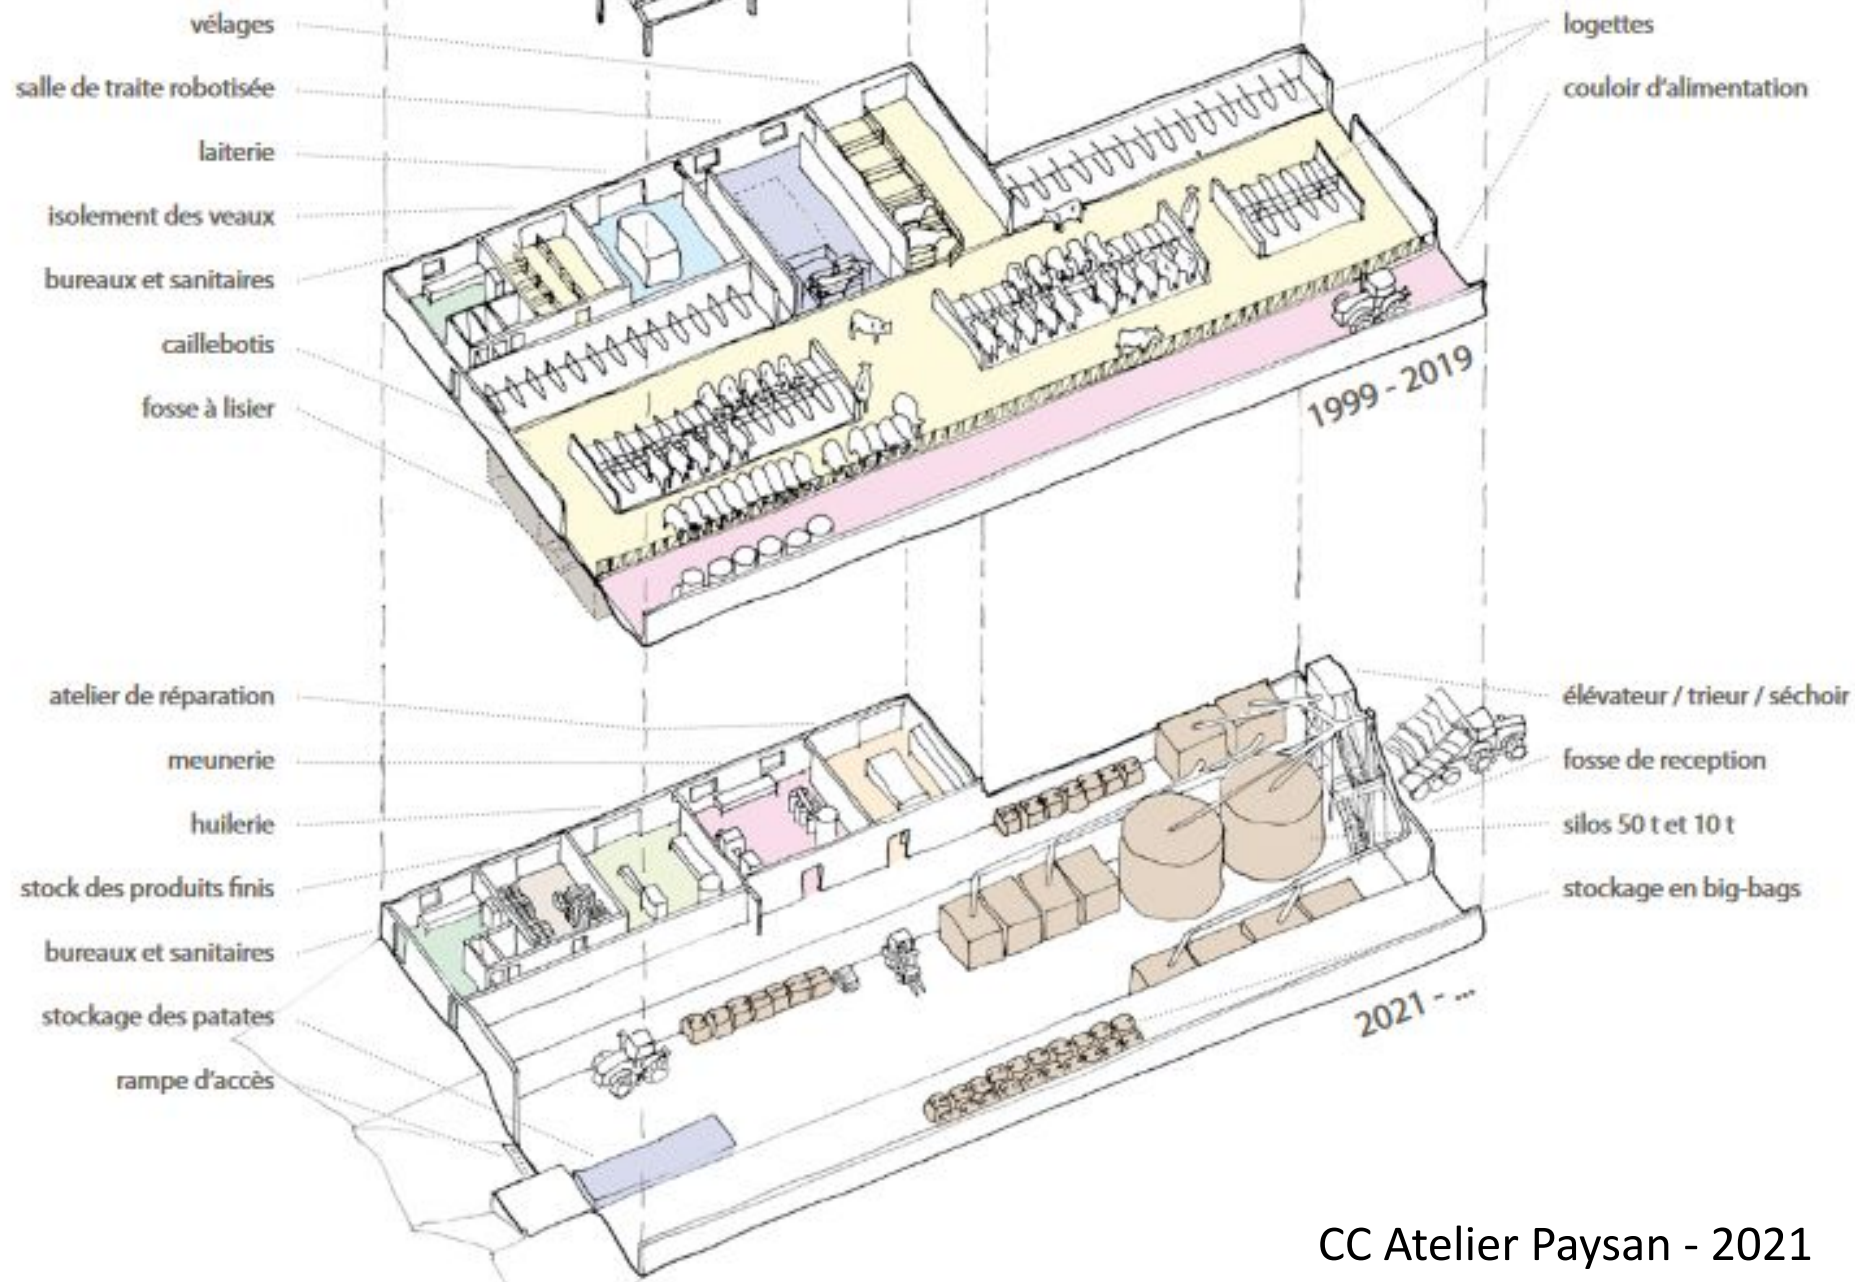 vélages
salle de traite robotisée
laiterie
isolement des veaux
bureaux et sanitaires
caillebotis
fosse à lisier
logettes
couloir d'alimentation
1999 - 2019
atelier de réparation
meunerie
huilerie
stock des produits finis
bureaux et sanitaires
stockage des patates
rampe d'accès
élévateur / trieur / séchoir
fosse de reception
silos 50 t et 10 t
stockage en big-bags
2021 - ...
CC Atelier Paysan - 2021